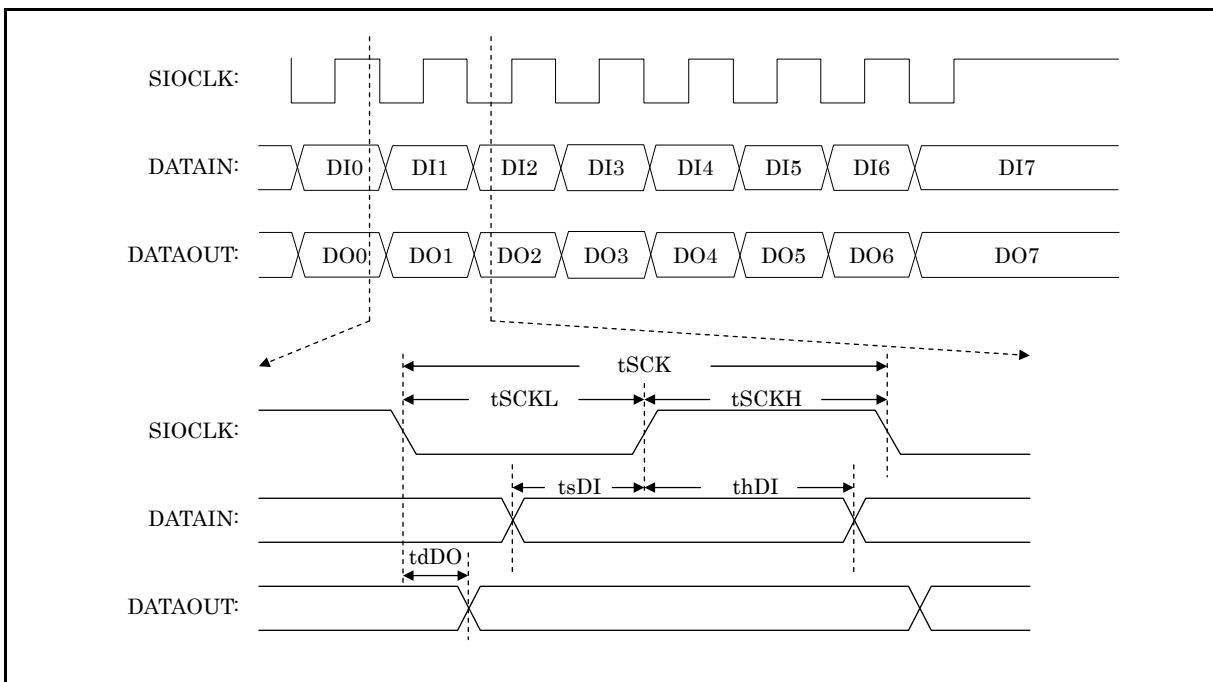 SIOCLK:
DATAIN: DI0 DI1 DI2 DI3 DI4 DI5 DI6 DI7
DATAOUT: DO0 DO1 DO2 DO3 DO4 DO5 DO6 DO7
tSCK
tSCKL tSCKH
SIOCLK:
tsDI thDI
DATAIN:
tdDO
DATAOUT: